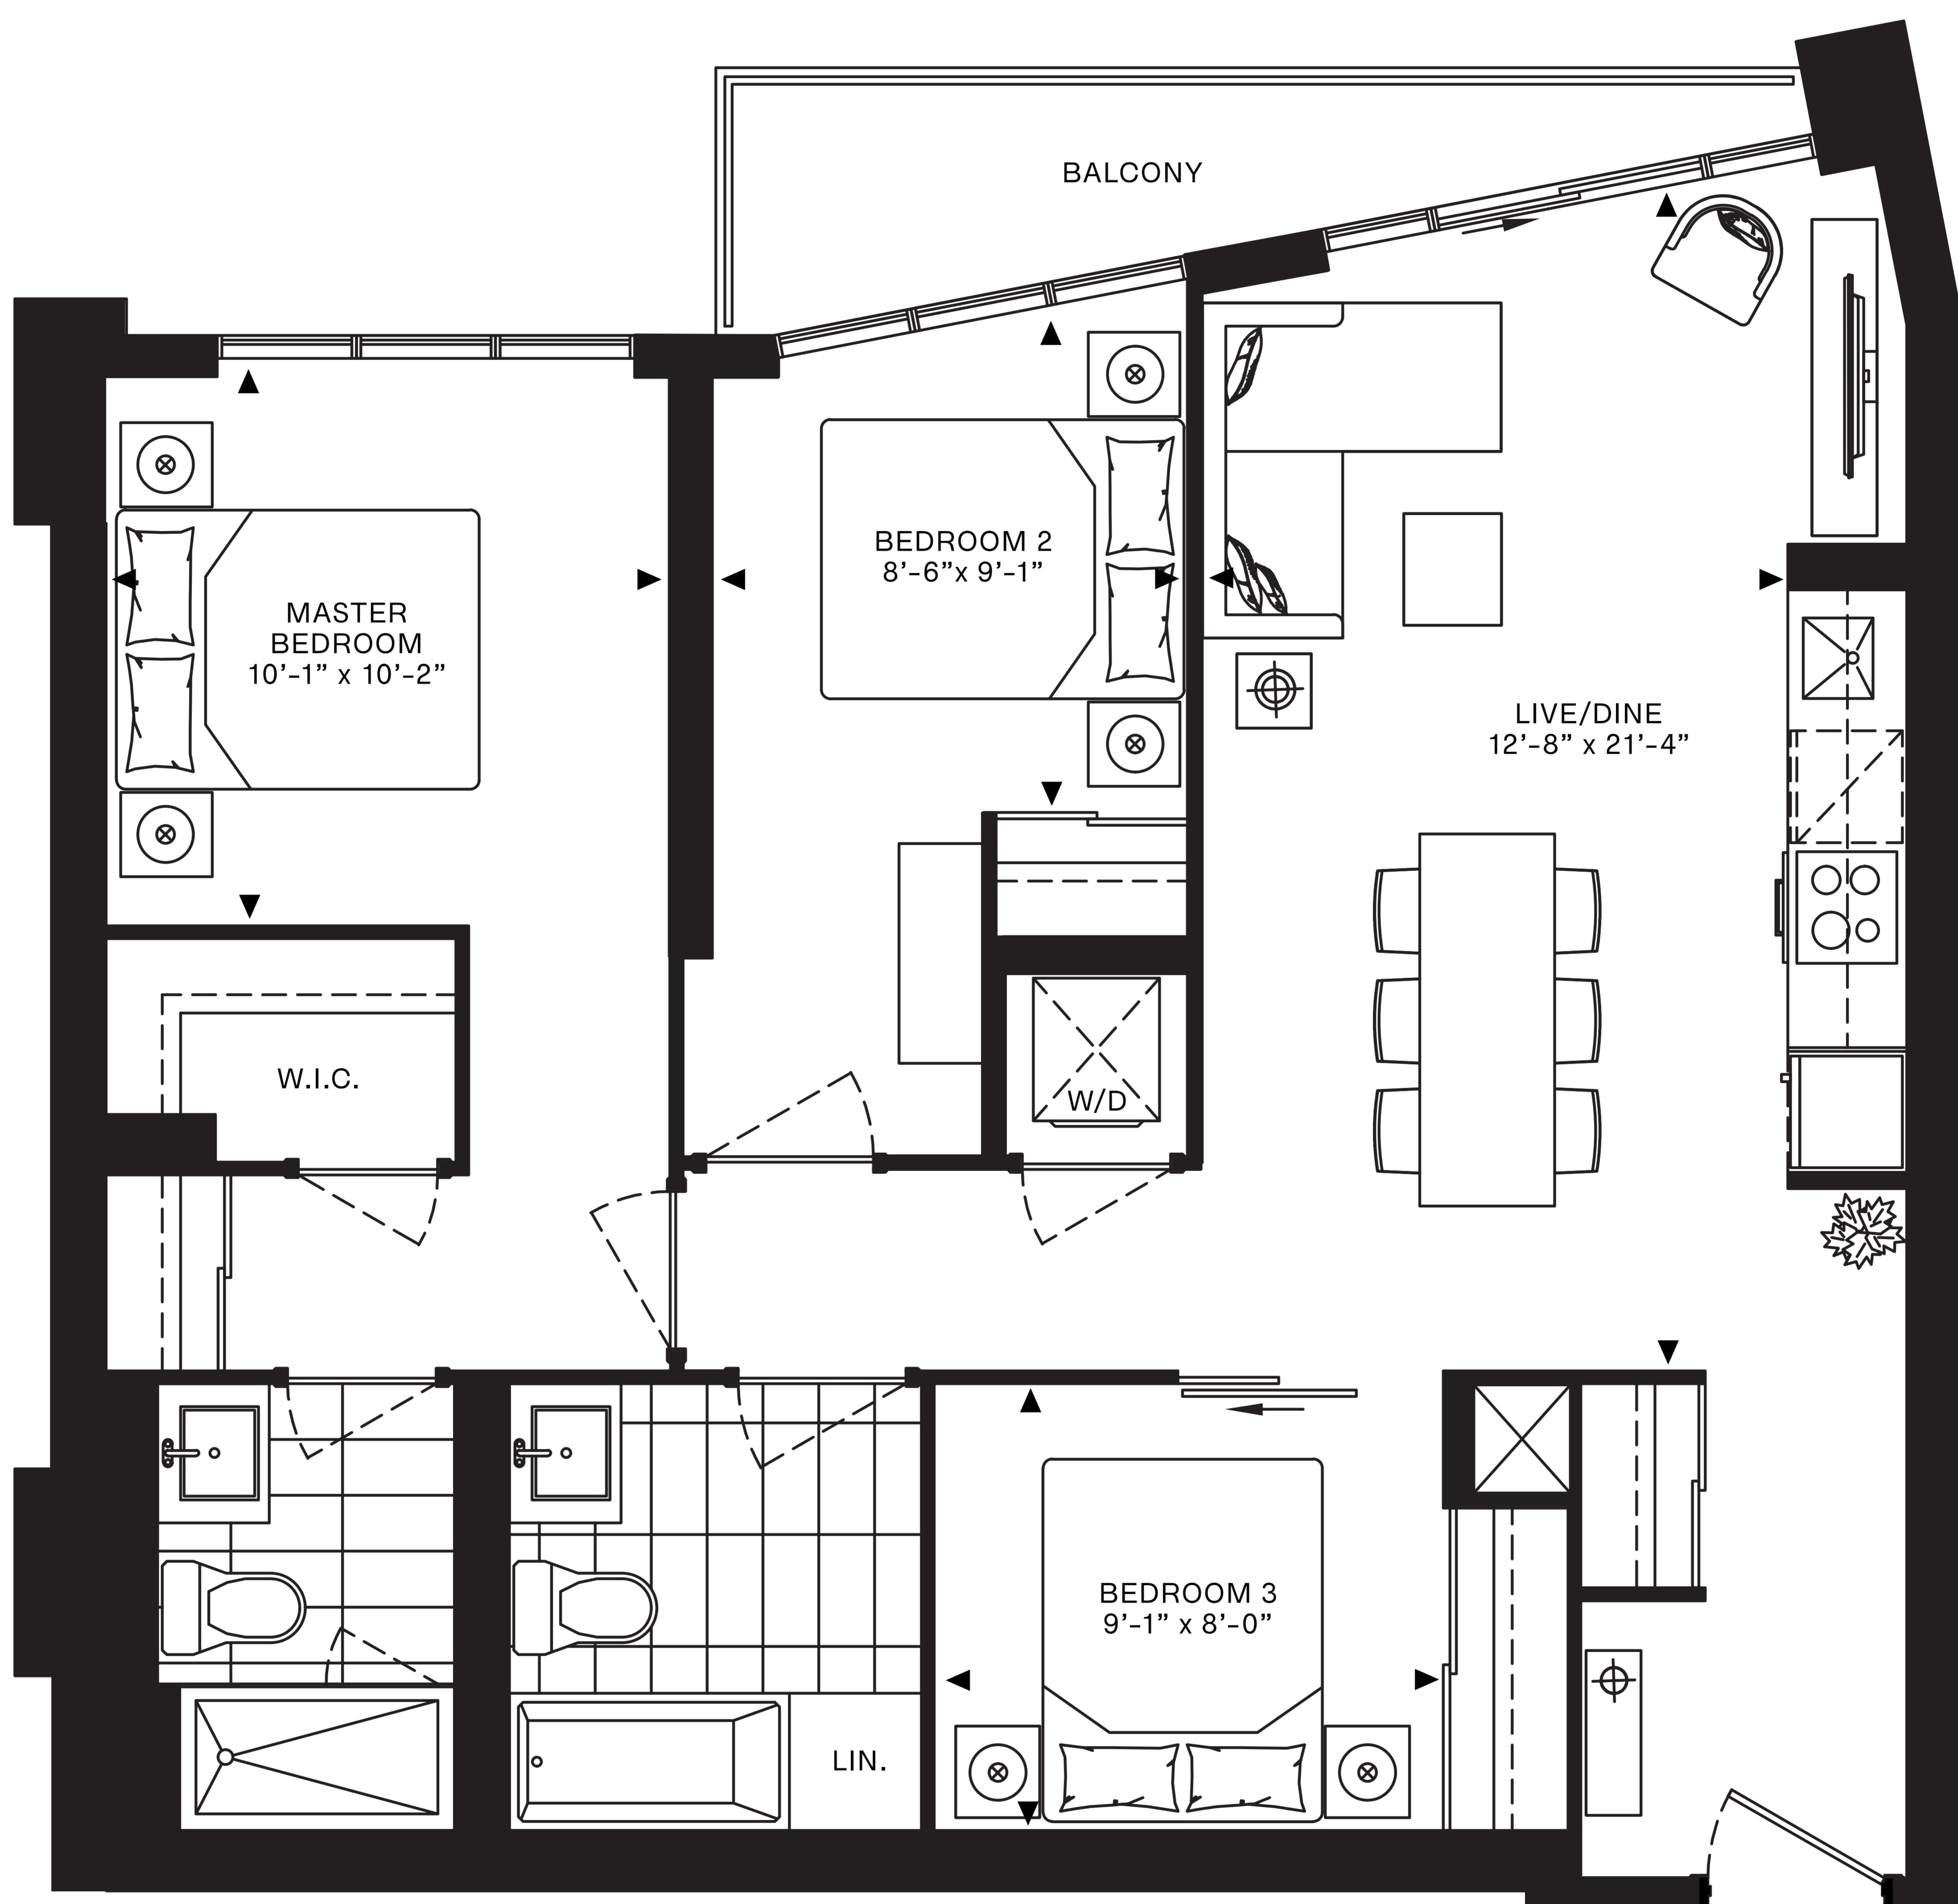 BALCONY
BEDROOM 2
8’-6”x 9’-1”
MASTER
BEDROOM
10’-1” x 10’-2”
LIVE/DINE
12’-8” x 21’-4”
W.I.C.
W/D
BEDROOM 3
9’-1” x 8’-0”
LIN.